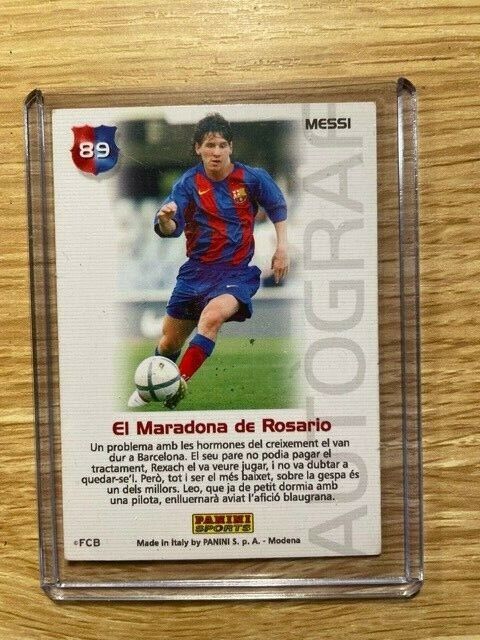 89
MESSI
AUTÒGRAF
El Maradona de Rosario
Un problema amb les hormones del creixement el van
dur a Barcelona. El seu pare no podia pagar el
tractament, Rexach el va veure jugar, i no va dubtar a
quedar-se'l. Però, tot i ser el més baixet, sobre la gespa és
un dels millors. Leo, que ja de petit dormia amb
una pilota, enlluernarà aviat l'afició blaugrana.
PANINI
SPORTS
©FCB
Made in Italy by PANINI S. p. A. - Modena